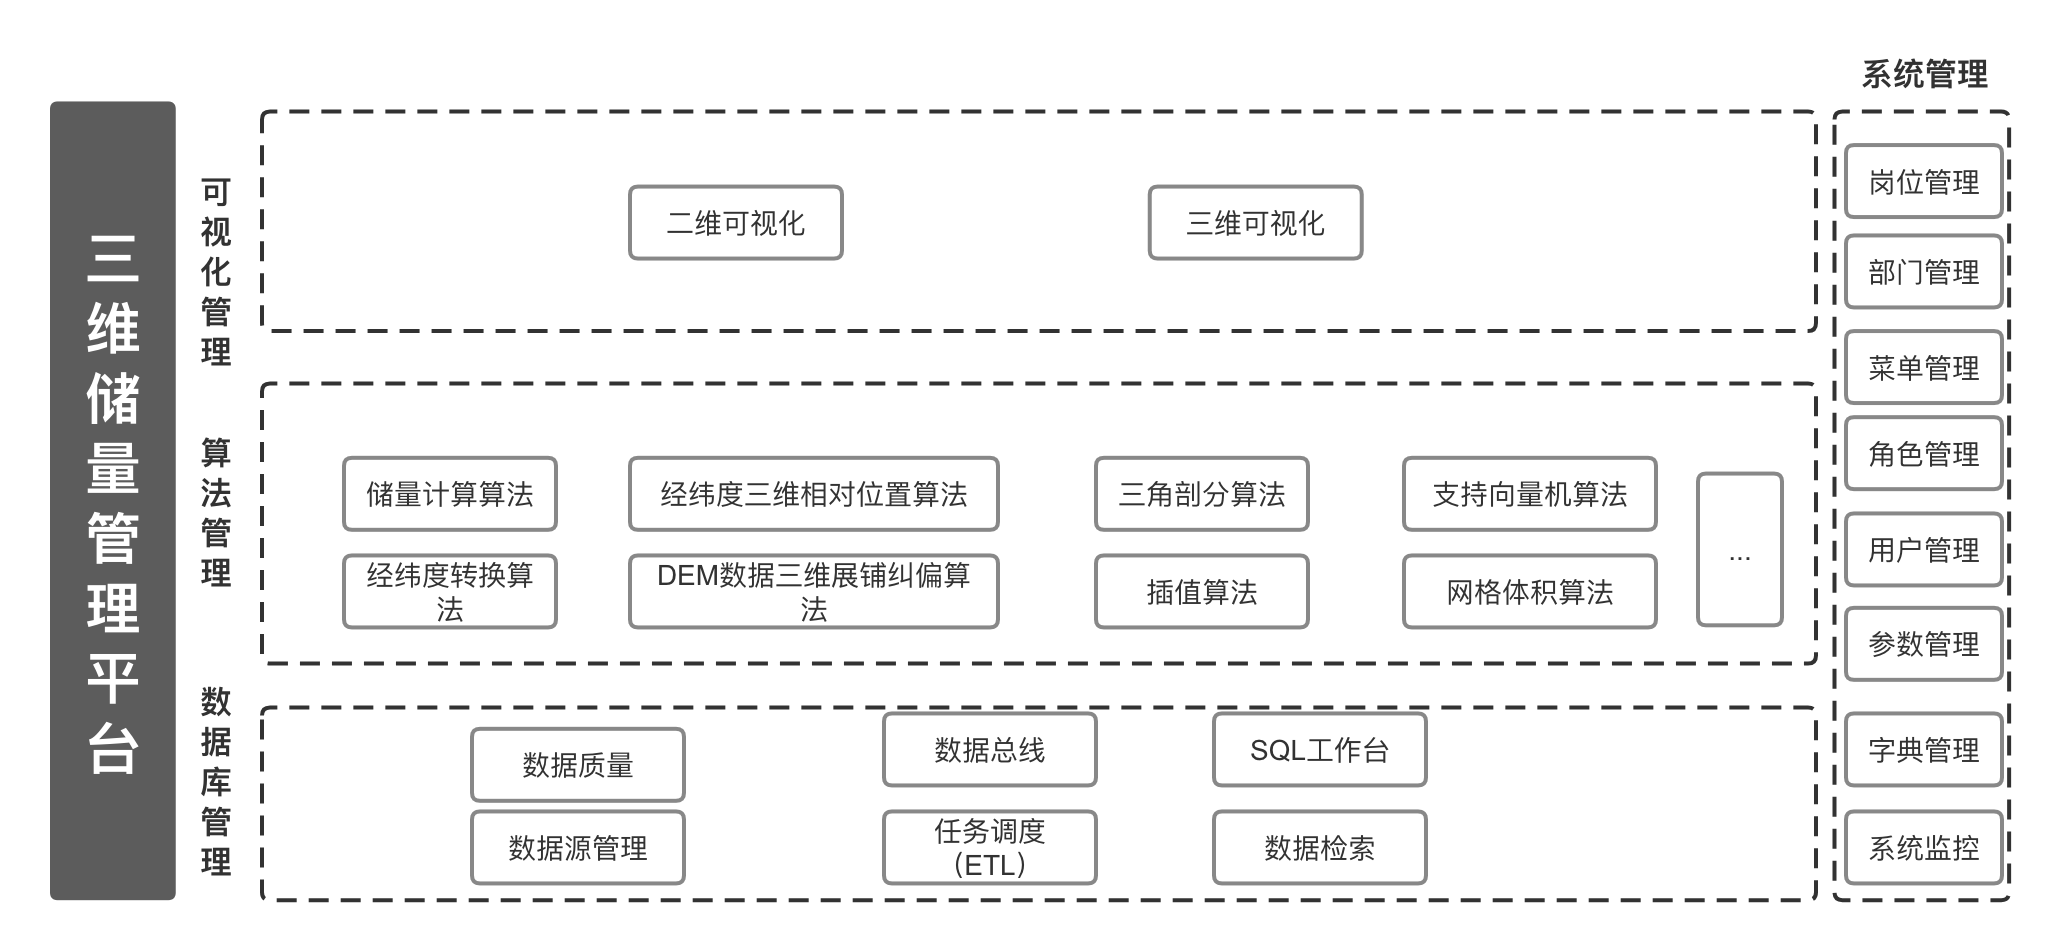 三维储量管理平台
可视化管理
二维可视化
三维可视化
算法管理
储量计算算法
经纬度三维相对位置算法
三角剖分算法
支持向量机算法
经纬度转换算
法
DEM数据三维展铺纠偏算
法
插值算法
网格体积算法
...
数据库管理
数据质量
数据总线
SQL工作台
数据源管理
任务调度
（ETL）
数据检索
系统管理
岗位管理
部门管理
菜单管理
角色管理
用户管理
参数管理
字典管理
系统监控